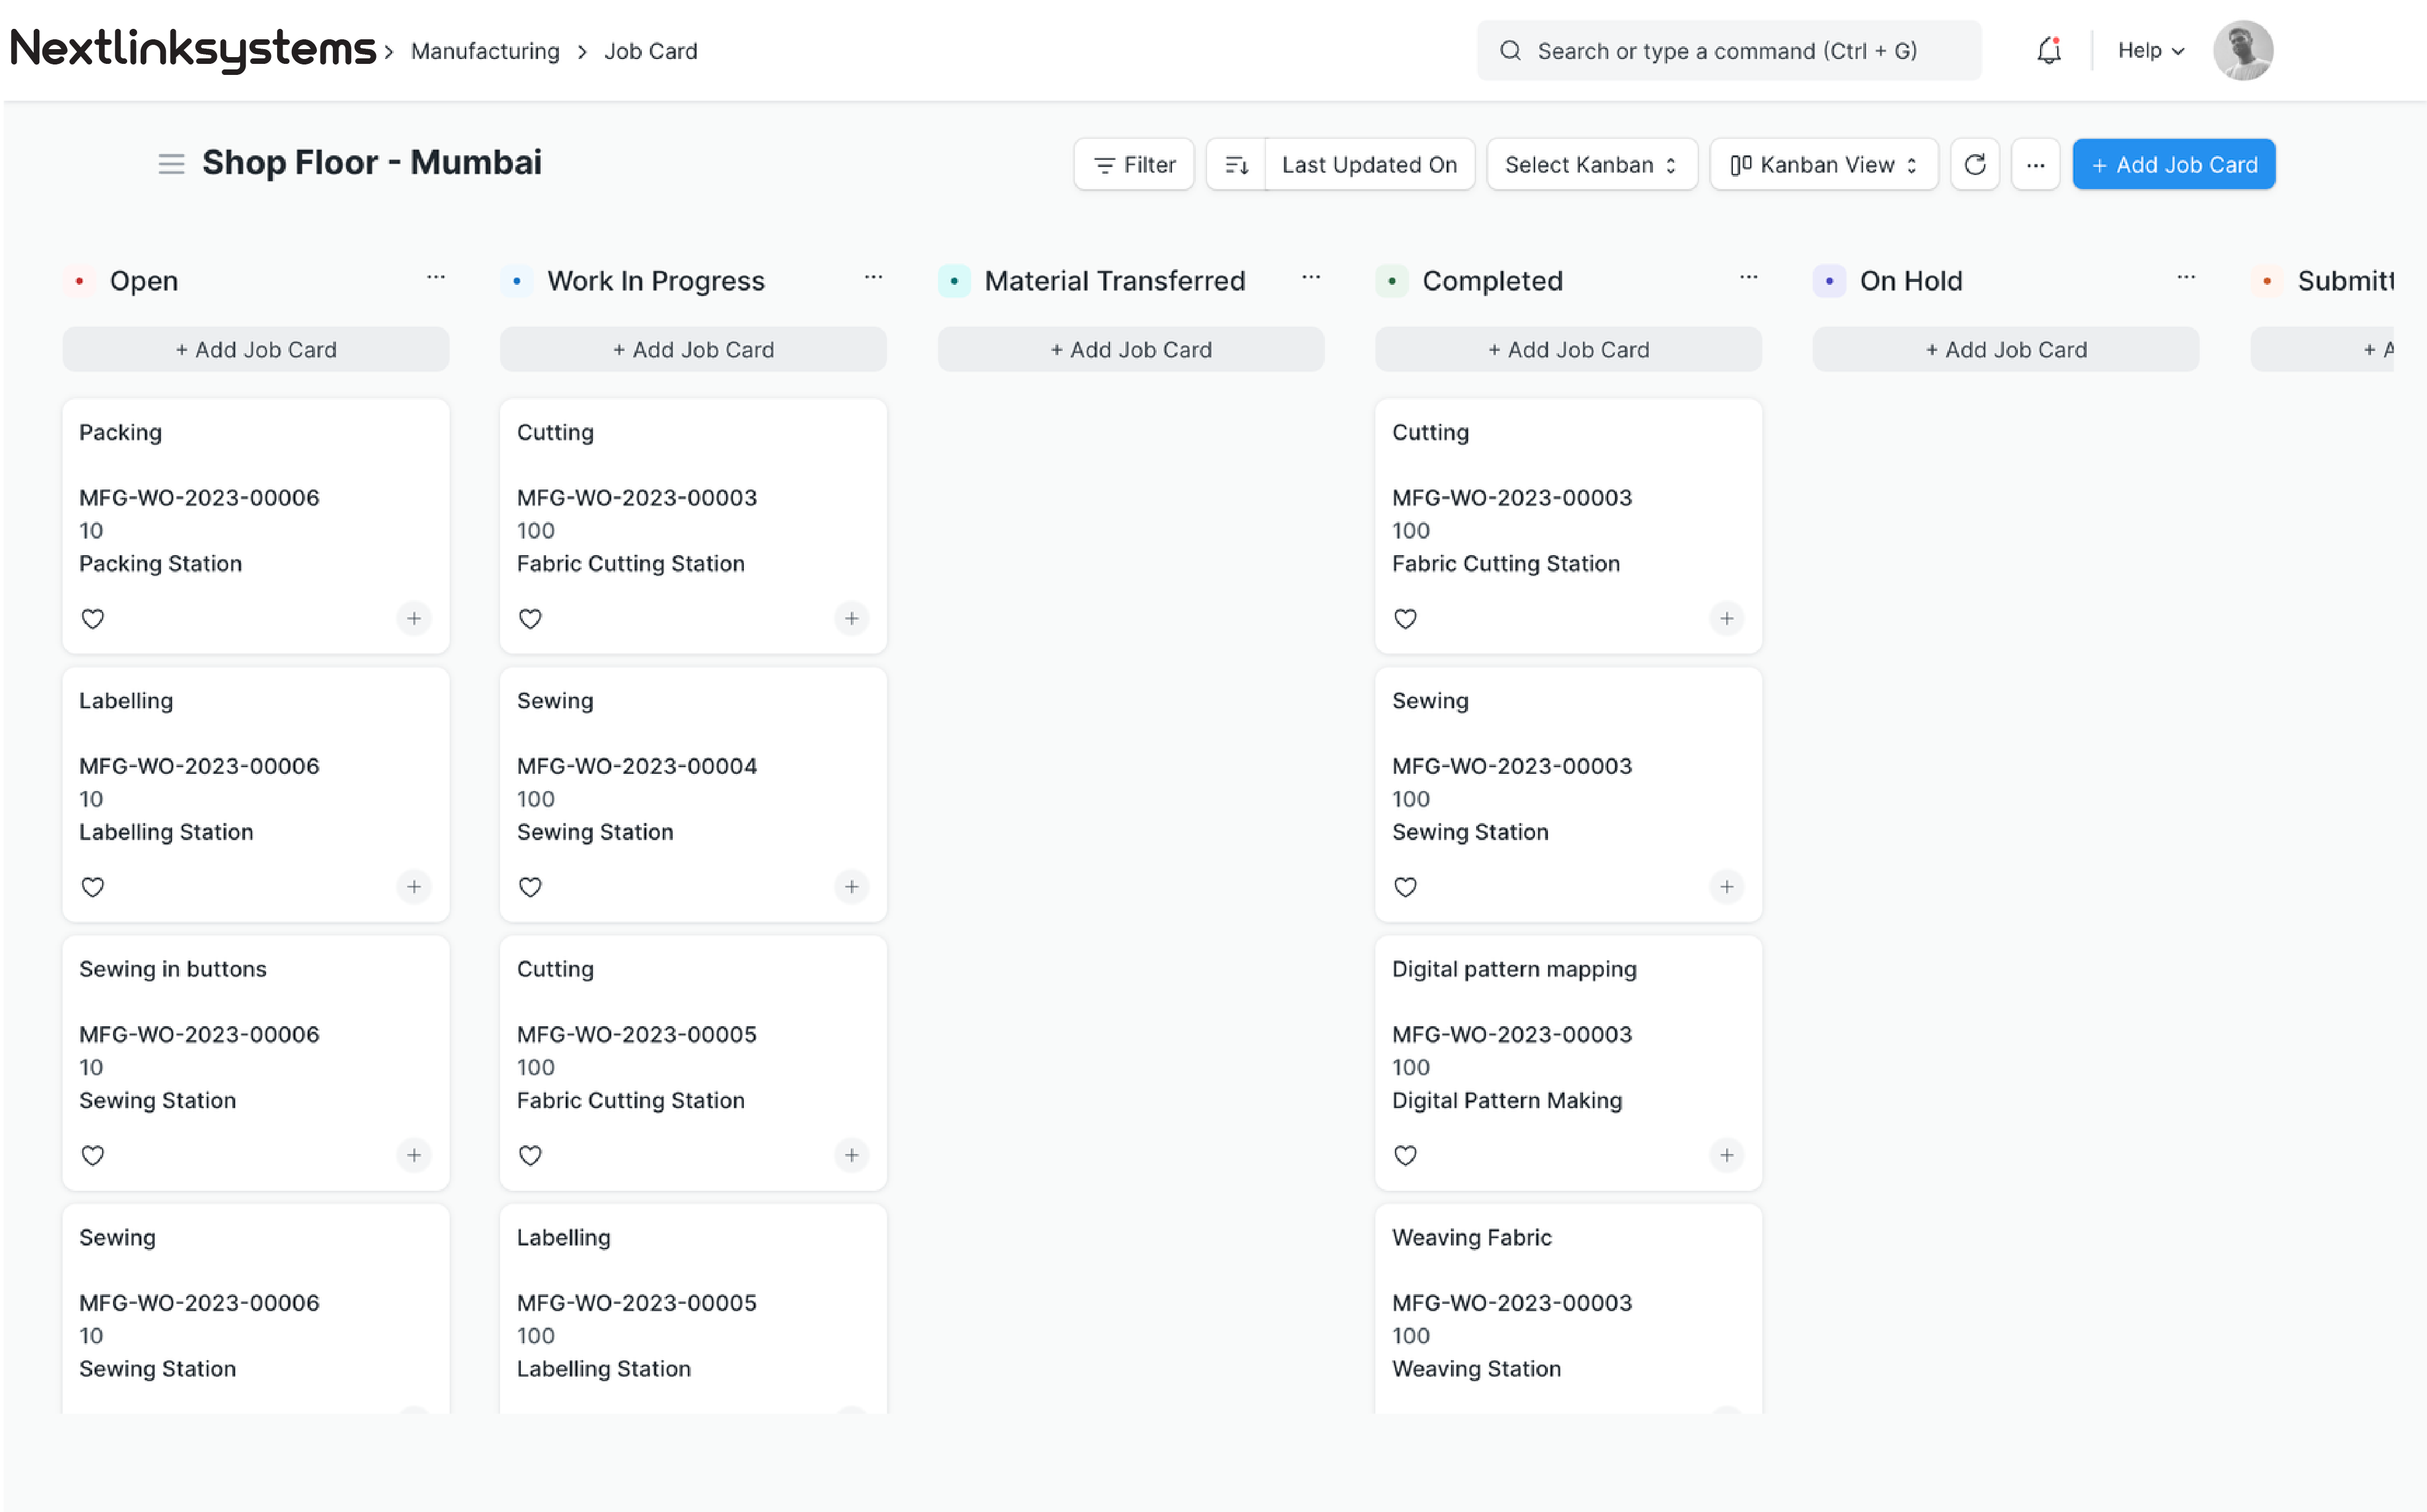 Nextlinksystems > Manufacturing > Job Card
Search or type a command (Ctrl + G)
Help
Shop Floor - Mumbai
Filter
Last Updated On
Select Kanban
Kanban View
...
+ Add Job Card
Open ...
+ Add Job Card
Packing
MFG-WO-2023-00006
10
Packing Station
Labelling
MFG-WO-2023-00006
10
Labelling Station
Sewing in buttons
MFG-WO-2023-00006
10
Sewing Station
Sewing
MFG-WO-2023-00006
10
Sewing Station
Work In Progress ...
+ Add Job Card
Cutting
MFG-WO-2023-00003
100
Fabric Cutting Station
Sewing
MFG-WO-2023-00004
100
Sewing Station
Cutting
MFG-WO-2023-00005
100
Fabric Cutting Station
Labelling
MFG-WO-2023-00005
100
Labelling Station
Material Transferred ...
+ Add Job Card
Completed ...
+ Add Job Card
Cutting
MFG-WO-2023-00003
100
Fabric Cutting Station
Sewing
MFG-WO-2023-00003
100
Sewing Station
Digital pattern mapping
MFG-WO-2023-00003
100
Digital Pattern Making
Weaving Fabric
MFG-WO-2023-00003
100
Weaving Station
On Hold ...
+ Add Job Card
Submitt
+ A